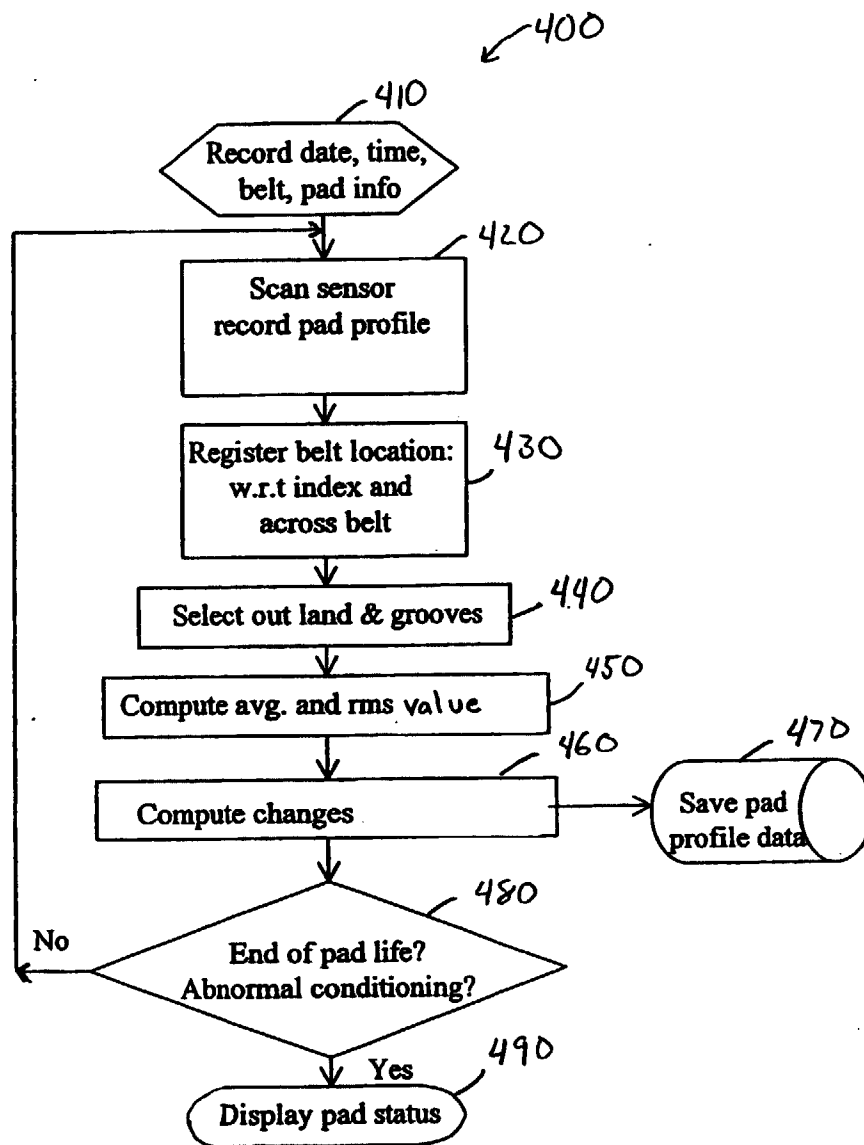 400
410
Record date, time,
belt, pad info
420
Scan sensor
record pad profile
Register belt location:
w.r.t index and
across belt
430
Select out land & grooves
440
Compute avg. and rms value
450
460
Compute changes
470
Save pad
profile data
480
No
End of pad life?
Abnormal conditioning?
Yes
490
Display pad status